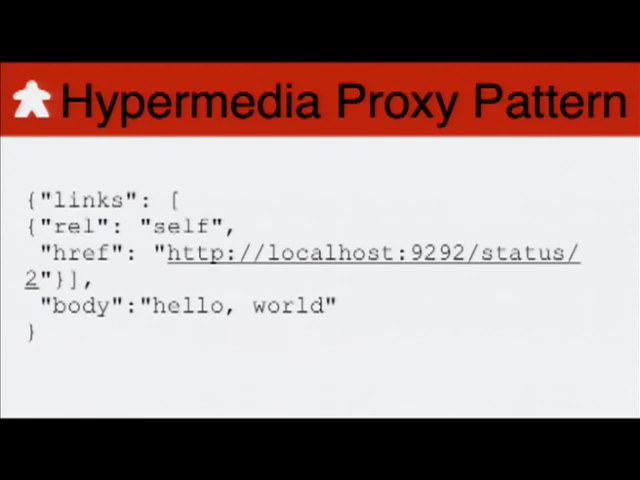 Hypermedia Proxy Pattern
{"links": [
{"rel": "self",
"href": "http://localhost:9292/status/
2"}],
"body":"hello, world"
}